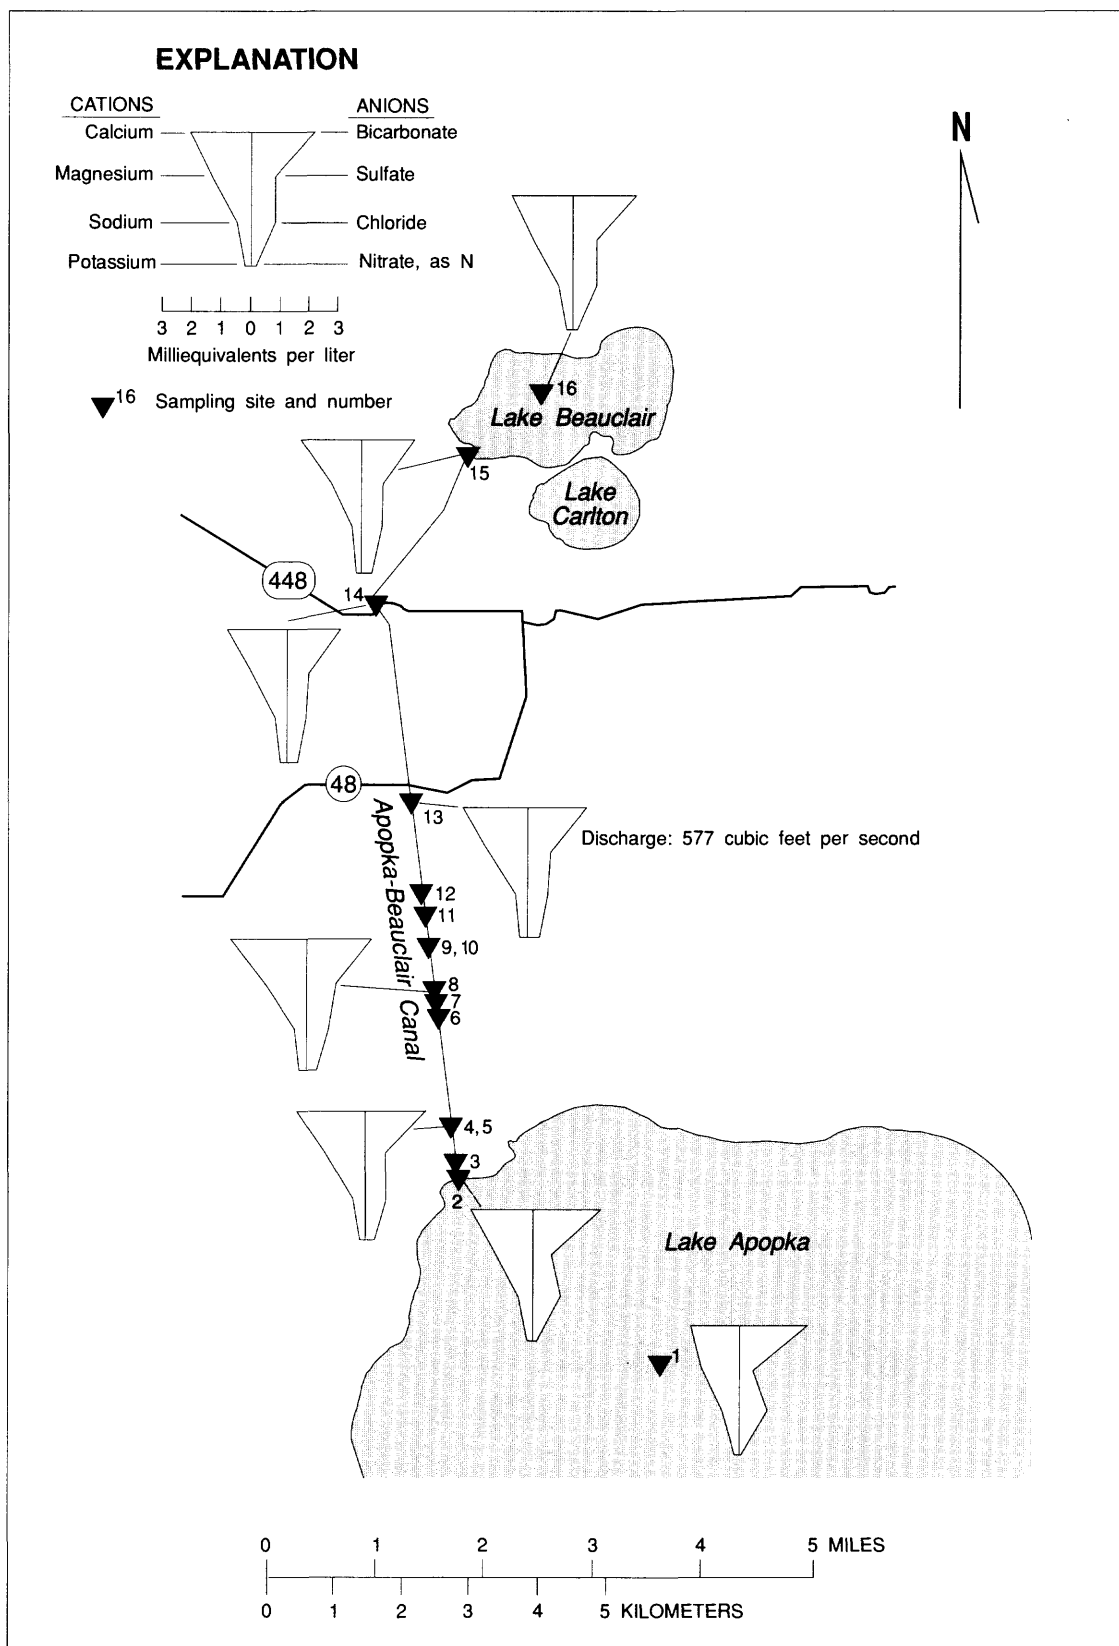 EXPLANATION
CATIONS ANIONS
Calcium Bicarbonate
Magnesium Sulfate
Sodium Chloride
Potassium Nitrate, as N
3 2 1 0 1 2 3
Milliequivalents per liter
16 Sampling site and number
N
16
Lake Beauclair
15
Lake
Carlton
448
14
48
13
Discharge: 577 cubic feet per second
Apopka-Beauclair Canal
12
11
9, 10
8
7
6
4, 5
3
2
Lake Apopka
1
0 1 2 3 4 5 MILES
0 1 2 3 4 5 KILOMETERS